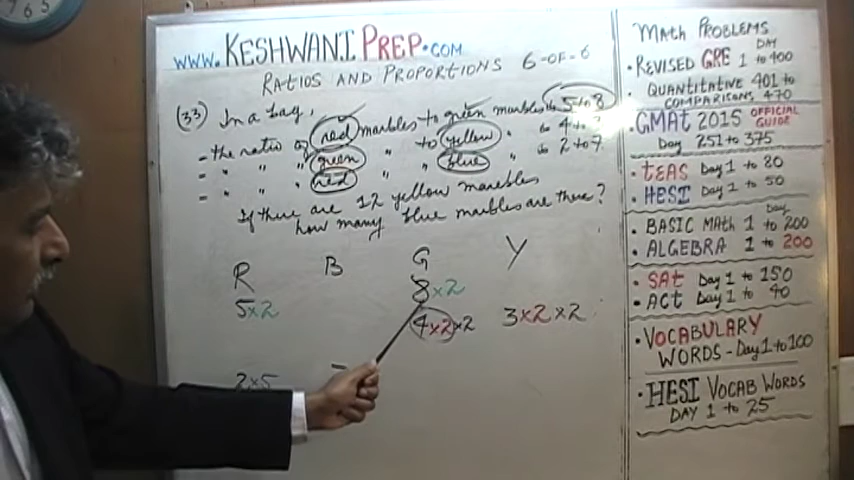 765
www.KESHWANI PREP.COM
RATIOS AND PROPORTIONS 6-OF-6
(33) In a bag,
- the ratio of red marbles to green marbles is 5 to 8
- " " " green " to yellow " is 4 to
- " " " red " " blue " is 2 to 7
If there are 12 yellow marbles
how many blue marbles are there?
R B G Y
5×2 8×2
4×2×2 3×2×2
2×5
MATH PROBLEMS
• REVISED GRE DAY 1 to 400
• QUANTITATIVE 401 to
COMPARISONS 470
• GMAT 2015 OFFICIAL GUIDE
Day 251 to 375
• TEAS Day 1 to 80
• HESI Day 1 to 50
• BASIC MATH Day 1 to 200
• ALGEBRA 1 to 200
• SAT Day 1 to 150
• ACT Day 1 to 40
• VOCABULARY
WORDS - Day 1 to 100
• HESI VOCAB WORDS
DAY 1 to 25